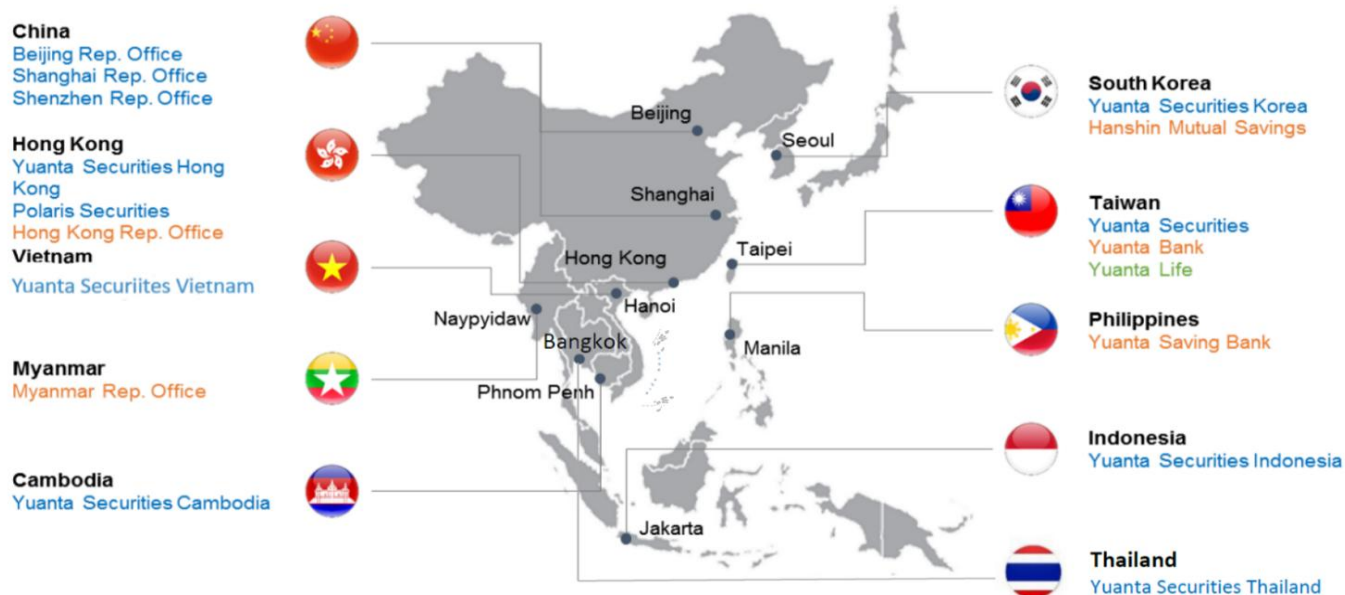 China
Beijing Rep. Office
Shanghai Rep. Office
Shenzhen Rep. Office
Hong Kong
Yuanta Securities Hong
Kong
Polaris Securities
Hong Kong Rep. Office
Vietnam
Yuanta Securiites Vietnam
Myanmar
Myanmar Rep. Office
Cambodia
Yuanta Securities Cambodia
Beijing
Seoul
Shanghai
Taipei
Hong Kong
Hanoi
Naypyidaw
Bangkok
Manila
Phnom Penh
Jakarta
South Korea
Yuanta Securities Korea
Hanshin Mutual Savings
Taiwan
Yuanta Securities
Yuanta Bank
Yuanta Life
Philippines
Yuanta Saving Bank
Indonesia
Yuanta Securities Indonesia
Thailand
Yuanta Securities Thailand